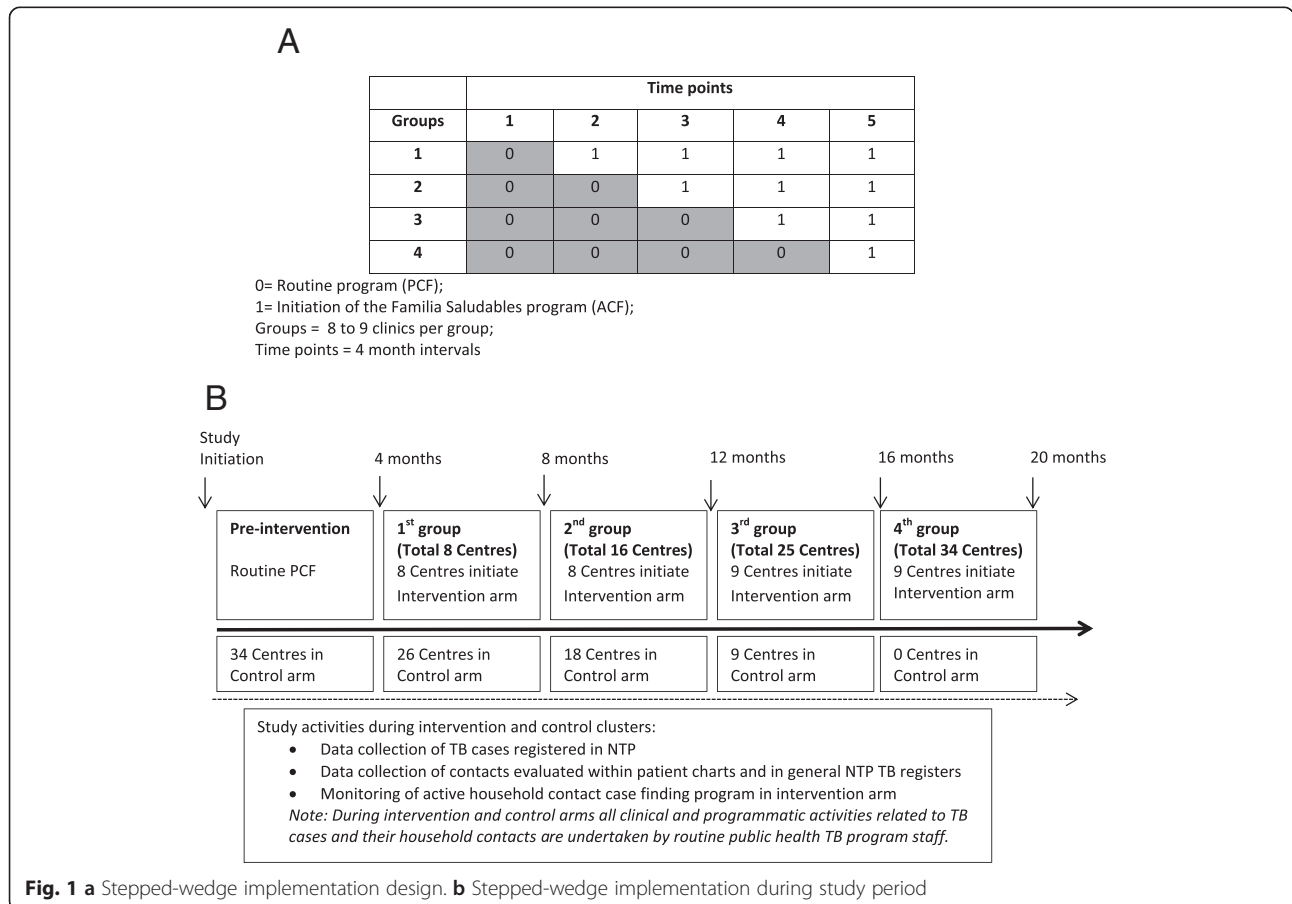 A
Time points
Groups 1 2 3 4 5
1 0 1 1 1 1
2 0 0 1 1 1
3 0 0 0 1 1
4 0 0 0 0 1
0= Routine program (PCF);
1= Initiation of the Familia Saludables program (ACF);
Groups = 8 to 9 clinics per group;
Time points = 4 month intervals
B
Study
Initiation
4 months
8 months
12 months
16 months
20 months
Pre-intervention
Routine PCF
1st group
(Total 8 Centres)
8 Centres initiate
Intervention arm
2nd group
(Total 16 Centres)
8 Centres initiate
Intervention arm
3rd group
(Total 25 Centres)
9 Centres initiate
Intervention arm
4th group
(Total 34 Centres)
9 Centres initiate
Intervention arm
34 Centres in
Control arm
26 Centres in
Control arm
18 Centres in
Control arm
9 Centres in
Control arm
0 Centres in
Control arm
Study activities during intervention and control clusters:
• Data collection of TB cases registered in NTP
• Data collection of contacts evaluated within patient charts and in general NTP TB registers
• Monitoring of active household contact case finding program in intervention arm
Note: During intervention and control arms all clinical and programmatic activities related to TB
cases and their household contacts are undertaken by routine public health TB program staff.
Fig. 1 a Stepped-wedge implementation design. b Stepped-wedge implementation during study period